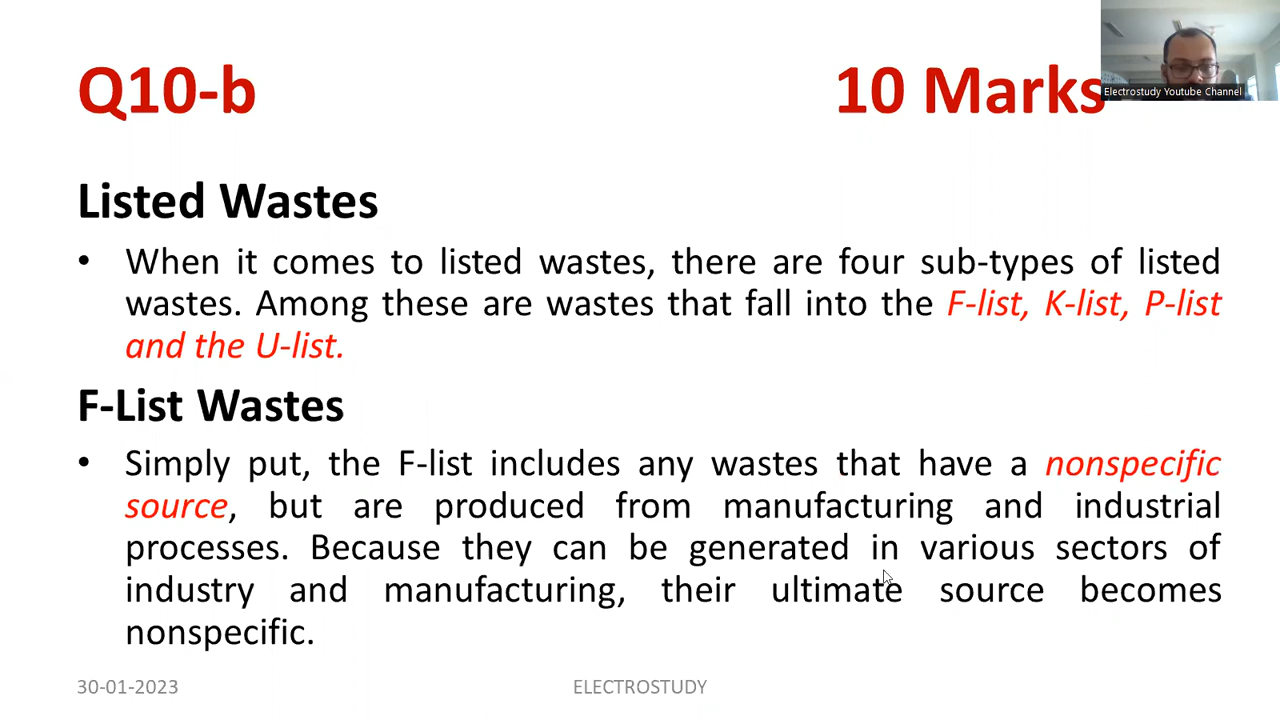 Q10-b
10 Marks
Electrostudy Youtube Channel
Listed Wastes
• When it comes to listed wastes, there are four sub-types of listed
wastes. Among these are wastes that fall into the F-list, K-list, P-list
and the U-list.
F-List Wastes
• Simply put, the F-list includes any wastes that have a nonspecific
source, but are produced from manufacturing and industrial
processes. Because they can be generated in various sectors of
industry and manufacturing, their ultimate source becomes
nonspecific.
30-01-2023
ELECTROSTUDY